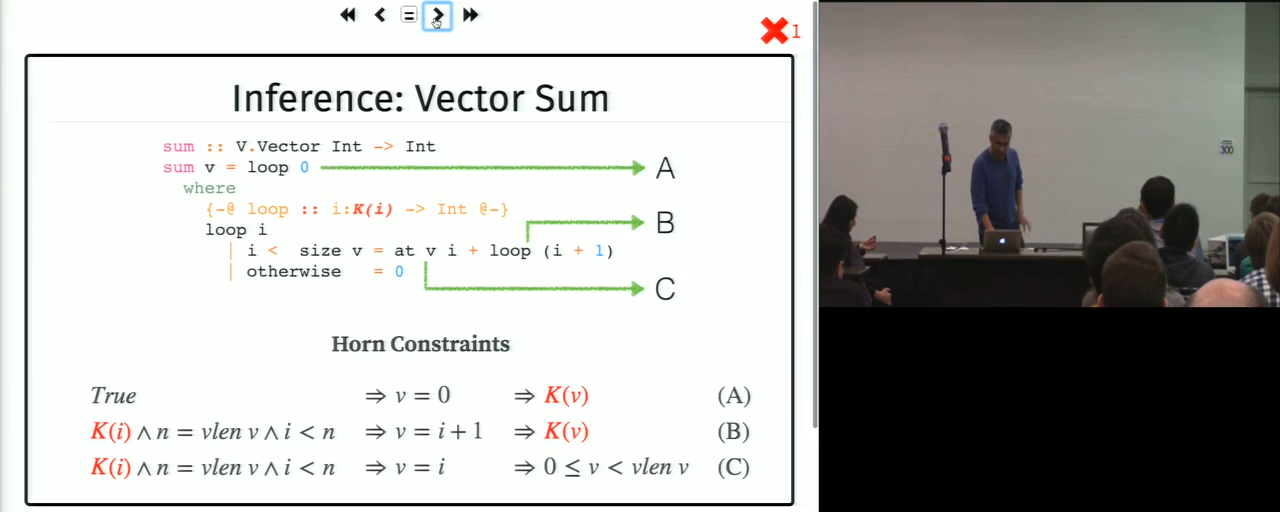 1
Inference: Vector Sum
sum :: V.Vector Int -> Int
sum v = loop 0
A
where
{-@ loop :: i:K(i) -> Int @-}
B
loop i
| i < size v = at v i + loop (i + 1)
| otherwise = 0
C
Horn Constraints
True ⇒ v = 0 ⇒ K(v) (A)
K(i) ∧ n = vlen v ∧ i < n ⇒ v = i + 1 ⇒ K(v) (B)
K(i) ∧ n = vlen v ∧ i < n ⇒ v = i ⇒ 0 ≤ v < vlen v (C)
300